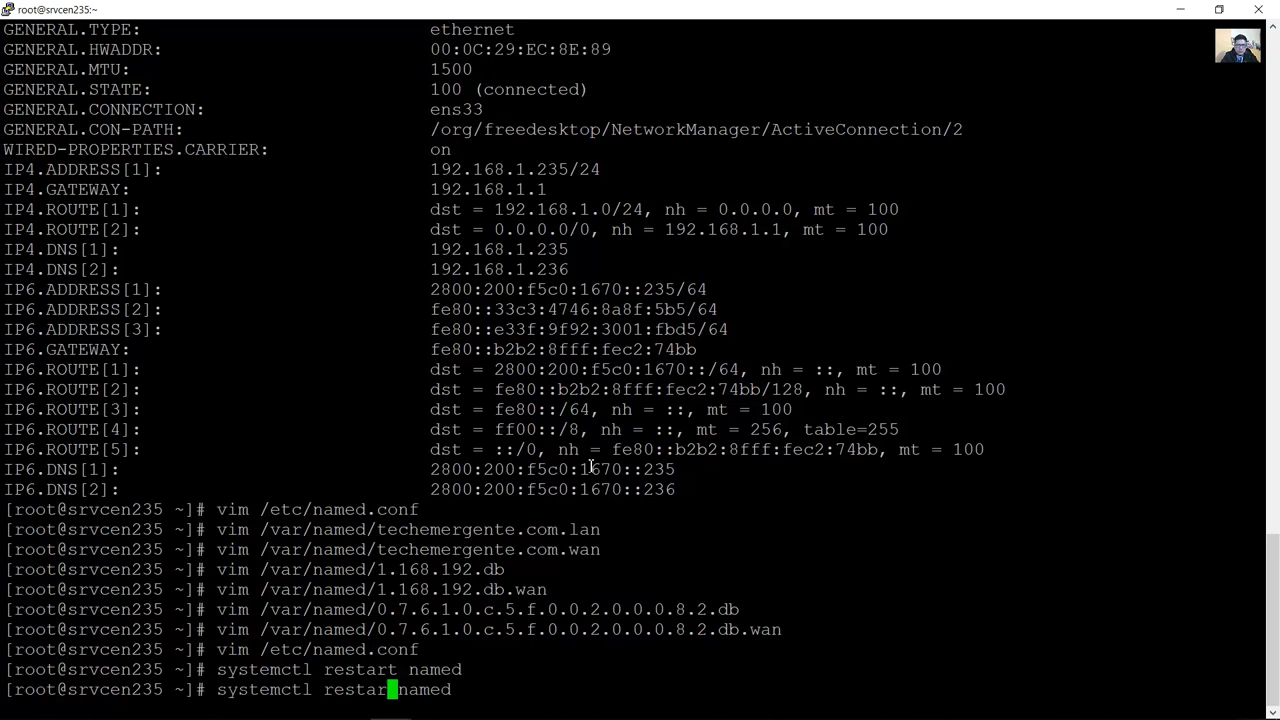 root@srvcen235:~
GENERAL.TYPE: ethernet
GENERAL.HWADDR: 00:0C:29:EC:8E:89
GENERAL.MTU: 1500
GENERAL.STATE: 100 (connected)
GENERAL.CONNECTION: ens33
GENERAL.CON-PATH: /org/freedesktop/NetworkManager/ActiveConnection/2
WIRED-PROPERTIES.CARRIER: on
IP4.ADDRESS[1]: 192.168.1.235/24
IP4.GATEWAY: 192.168.1.1
IP4.ROUTE[1]: dst = 192.168.1.0/24, nh = 0.0.0.0, mt = 100
IP4.ROUTE[2]: dst = 0.0.0.0/0, nh = 192.168.1.1, mt = 100
IP4.DNS[1]: 192.168.1.235
IP4.DNS[2]: 192.168.1.236
IP6.ADDRESS[1]: 2800:200:f5c0:1670::235/64
IP6.ADDRESS[2]: fe80::33c3:4746:8a8f:5b5/64
IP6.ADDRESS[3]: fe80::e33f:9f92:3001:fbd5/64
IP6.GATEWAY: fe80::b2b2:8fff:fec2:74bb
IP6.ROUTE[1]: dst = 2800:200:f5c0:1670::/64, nh = ::, mt = 100
IP6.ROUTE[2]: dst = fe80::b2b2:8fff:fec2:74bb/128, nh = ::, mt = 100
IP6.ROUTE[3]: dst = fe80::/64, nh = ::, mt = 100
IP6.ROUTE[4]: dst = ff00::/8, nh = ::, mt = 256, table=255
IP6.ROUTE[5]: dst = ::/0, nh = fe80::b2b2:8fff:fec2:74bb, mt = 100
IP6.DNS[1]: 2800:200:f5c0:1670::235
IP6.DNS[2]: 2800:200:f5c0:1670::236
[root@srvcen235 ~]# vim /etc/named.conf
[root@srvcen235 ~]# vim /var/named/techemergente.com.lan
[root@srvcen235 ~]# vim /var/named/techemergente.com.wan
[root@srvcen235 ~]# vim /var/named/1.168.192.db
[root@srvcen235 ~]# vim /var/named/1.168.192.db.wan
[root@srvcen235 ~]# vim /var/named/0.7.6.1.0.c.5.f.0.0.2.0.0.0.8.2.db
[root@srvcen235 ~]# vim /var/named/0.7.6.1.0.c.5.f.0.0.2.0.0.0.8.2.db.wan
[root@srvcen235 ~]# vim /etc/named.conf
[root@srvcen235 ~]# systemctl restart named
[root@srvcen235 ~]# systemctl restar named